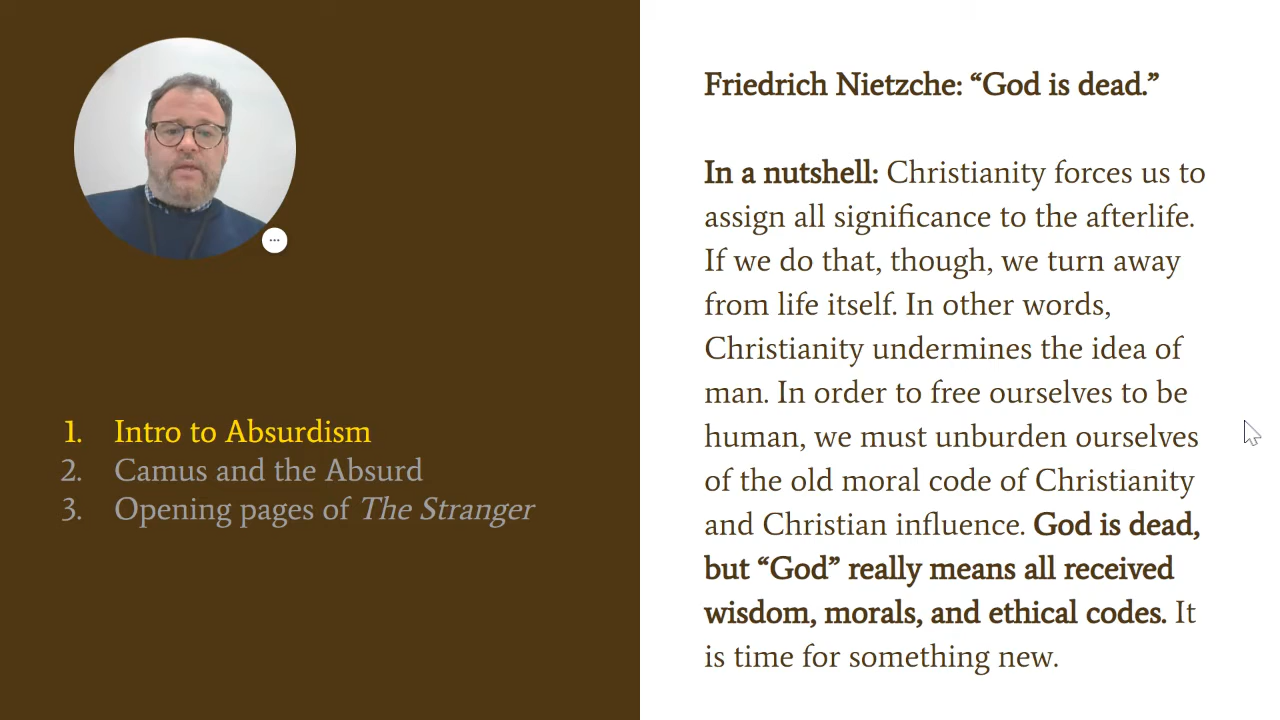 1. Intro to Absurdism
2. Camus and the Absurd
3. Opening pages of The Stranger
Friedrich Nietzche: “God is dead.”
In a nutshell: Christianity forces us to
assign all significance to the afterlife.
If we do that, though, we turn away
from life itself. In other words,
Christianity undermines the idea of
man. In order to free ourselves to be
human, we must unburden ourselves
of the old moral code of Christianity
and Christian influence. God is dead,
but “God” really means all received
wisdom, morals, and ethical codes. It
is time for something new.